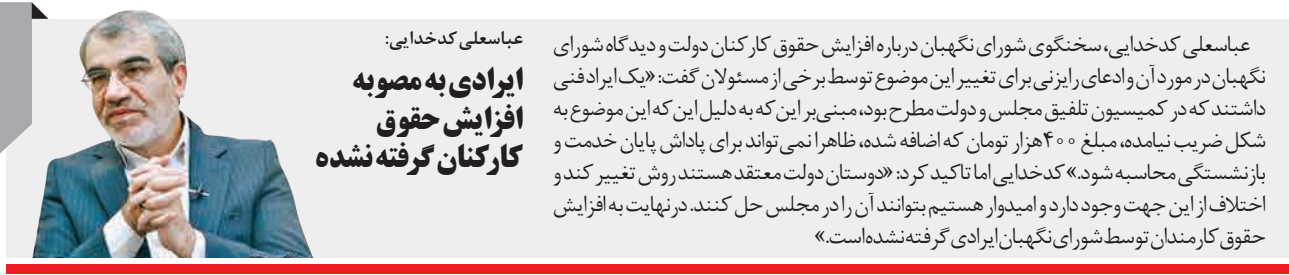 عباسعلی کدخدایی:
ایرادی به مصوبه
افزایش حقوق
کارکنان گرفته نشده
عباسعلی کدخدایی، سخنگوی شورای نگهبان درباره افزایش حقوق کارکنان دولت و دیدگاه شورای
نگهبان در مورد آن و ادعای رایزنی برای تغییر این موضوع توسط برخی از مسئولان گفت: «یک ایراد فنی
داشتند که در کمیسیون تلفیق مجلس و دولت مطرح بود، مبنی بر این که به دلیل این که این موضوع به
شکل ضریب نیامده، مبلغ ۴۰۰هزار تومان که اضافه شده، ظاهرا نمی‌تواند برای پاداش پایان خدمت و
بازنشستگی محاسبه شود.» کدخدایی اما تاکید کرد: «دوستان دولت معتقد هستند روش تغییر کند و
اختلاف از این جهت وجود دارد و امیدوار هستیم بتوانند آن را در مجلس حل کنند. درنهایت به افزایش
حقوق کارمندان توسط شورای نگهبان ایرادی گرفته نشده‌است.»